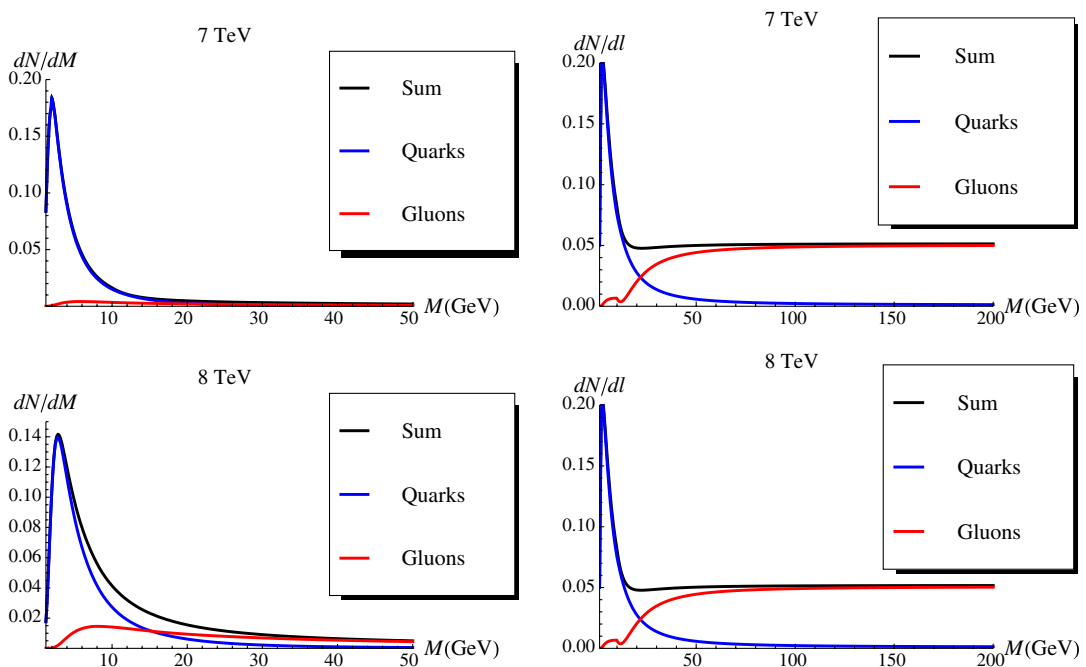 7 TeV
dN/dM
0.20
0.15
0.10
0.05
10 20 30 40 50 M(GeV)
Sum
Quarks
Gluons
7 TeV
dN/dl
0.20
0.15
0.10
0.05
0.00
50 100 150 200 M(GeV)
Sum
Quarks
Gluons
8 TeV
dN/dM
0.14
0.12
0.10
0.08
0.06
0.04
0.02
10 20 30 40 50 M(GeV)
Sum
Quarks
Gluons
8 TeV
dN/dl
0.20
0.15
0.10
0.05
0.00
50 100 150 200 M(GeV)
Sum
Quarks
Gluons